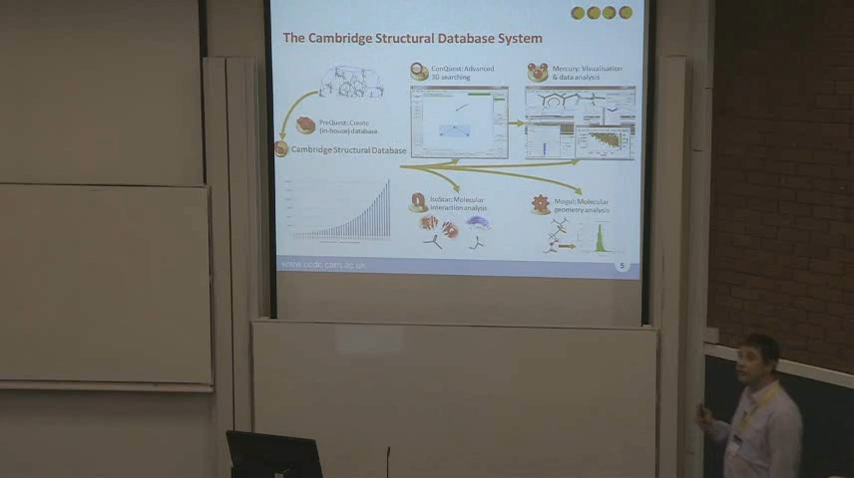 The Cambridge Structural Database System
ConQuest: Advanced
3D searching
Mercury: Visualisation
& data analysis
PreQuest: Create
(in-house) database
Cambridge Structural Database
IsoStar: Molecular
interaction analysis
Mogul: Molecular
geometry analysis
www.ccdc.cam.ac.uk
5